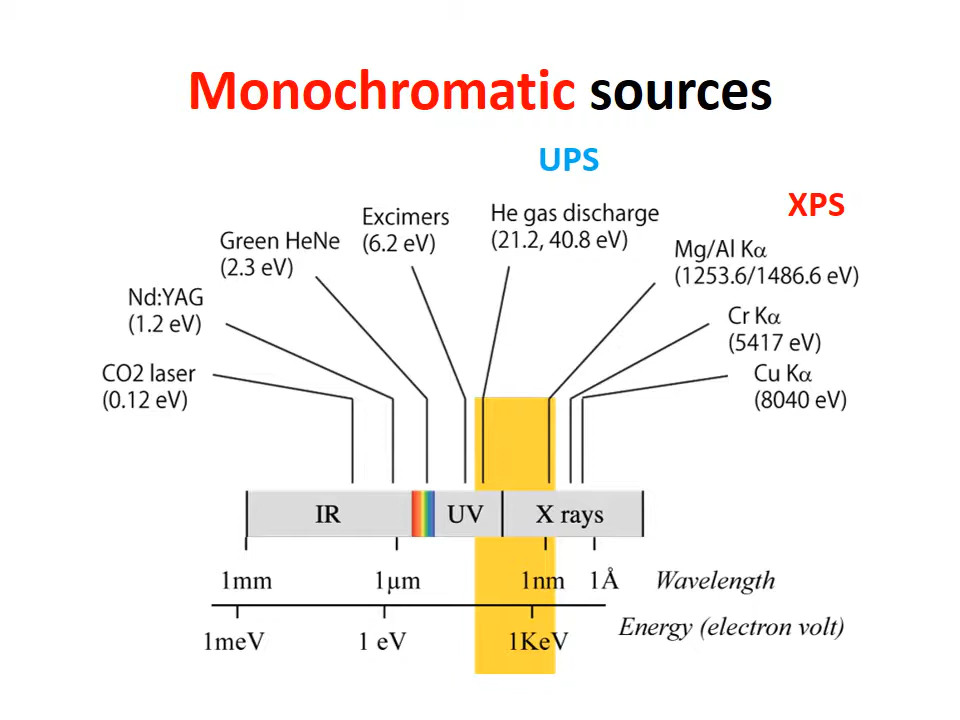 Monochromatic sources
UPS
XPS
Excimers
(6.2 eV)
He gas discharge
(21.2, 40.8 eV)
Green HeNe
(2.3 eV)
Mg/Al Kα
(1253.6/1486.6 eV)
Nd:YAG
(1.2 eV)
Cr Kα
(5417 eV)
CO2 laser
(0.12 eV)
Cu Kα
(8040 eV)
IR UV X rays
1mm 1μm 1nm 1Å Wavelength
1meV 1 eV 1KeV Energy (electron volt)